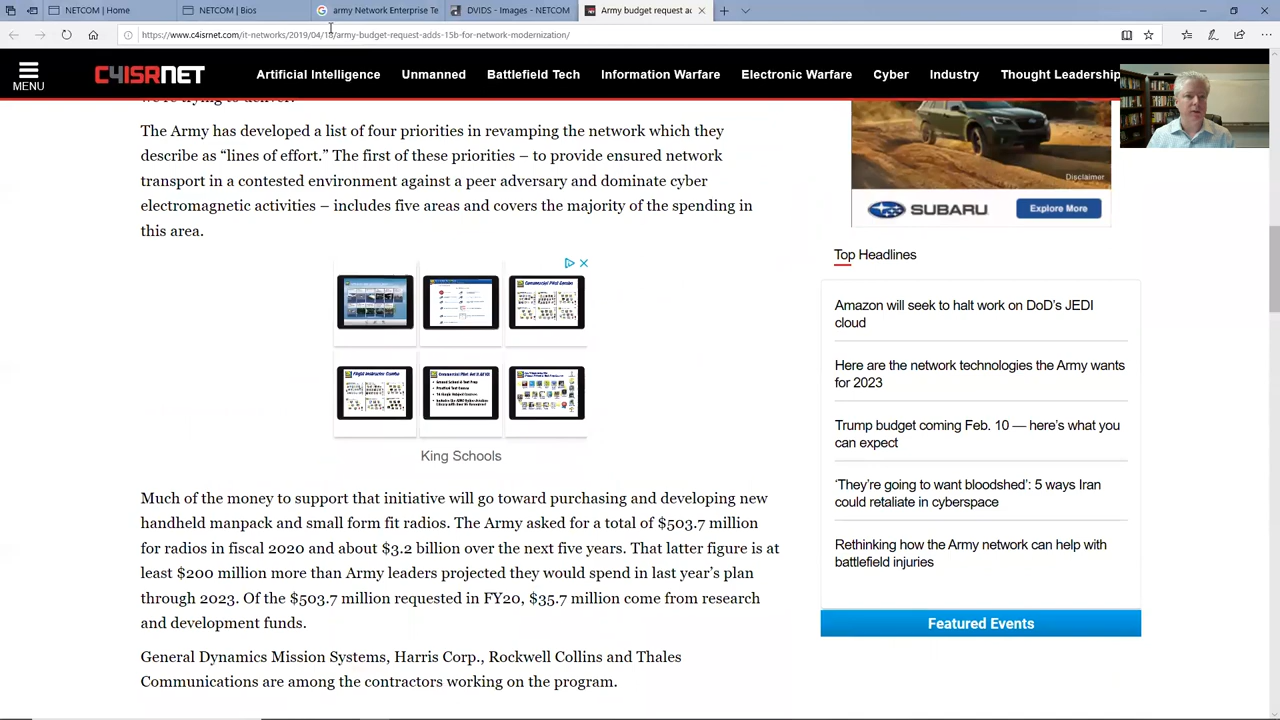 NETCOM | Home
NETCOM | Bios
army Network Enterprise Te
DVIDS - Images - NETCOM
Army budget request ad
https://www.c4isrnet.com/it-networks/2019/04/18/army-budget-request-adds-15b-for-network-modernization/
MENU
C4ISRNET
Artificial Intelligence
Unmanned
Battlefield Tech
Information Warfare
Electronic Warfare
Cyber
Industry
Thought Leadership
we're trying to deliver.
The Army has developed a list of four priorities in revamping the network which they
describe as “lines of effort.” The first of these priorities – to provide ensured network
transport in a contested environment against a peer adversary and dominate cyber
electromagnetic activities – includes five areas and covers the majority of the spending in
this area.
Commercial Pilot Combo
Flight Instructor Combo
King Schools
Much of the money to support that initiative will go toward purchasing and developing new
handheld manpack and small form fit radios. The Army asked for a total of $503.7 million
for radios in fiscal 2020 and about $3.2 billion over the next five years. That latter figure is at
least $200 million more than Army leaders projected they would spend in last year’s plan
through 2023. Of the $503.7 million requested in FY20, $35.7 million come from research
and development funds.
General Dynamics Mission Systems, Harris Corp., Rockwell Collins and Thales
Communications are among the contractors working on the program.
Disclaimer
SUBARU
Explore More
Top Headlines
Amazon will seek to halt work on DoD’s JEDI
cloud
Here are the network technologies the Army wants
for 2023
Trump budget coming Feb. 10 — here’s what you
can expect
‘They’re going to want bloodshed’: 5 ways Iran
could retaliate in cyberspace
Rethinking how the Army network can help with
battlefield injuries
Featured Events